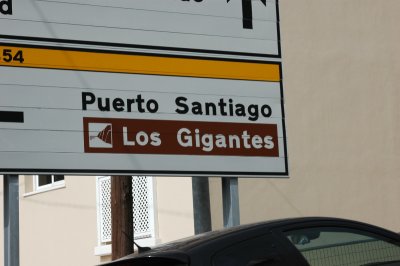 54
Puerto Santiago
Los Gigantes